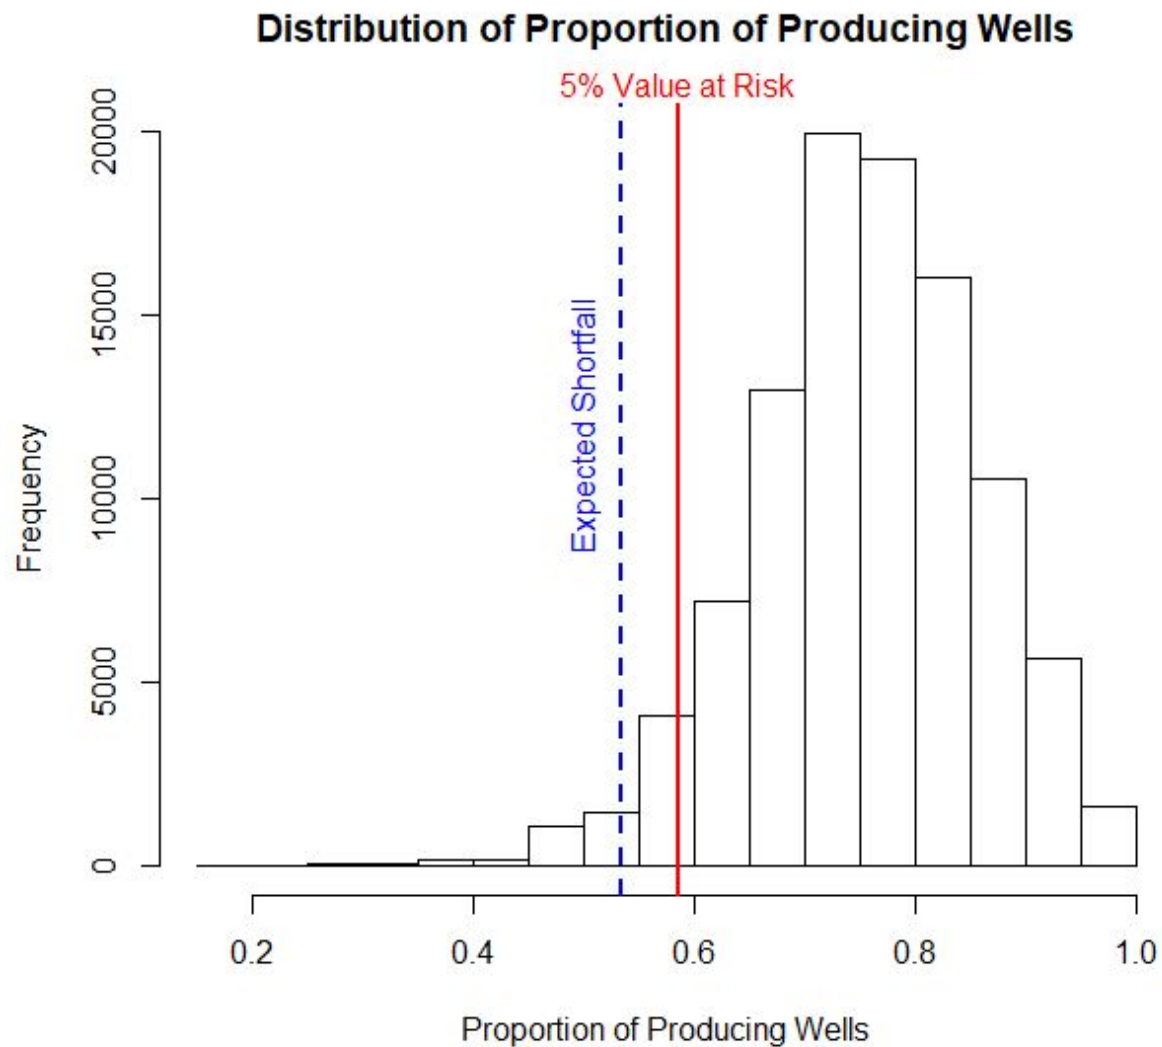 Distribution of Proportion of Producing Wells
5% Value at Risk
20000
15000
10000
5000
0
Frequency
Expected Shortfall
0.2 0.4 0.6 0.8 1.0
Proportion of Producing Wells